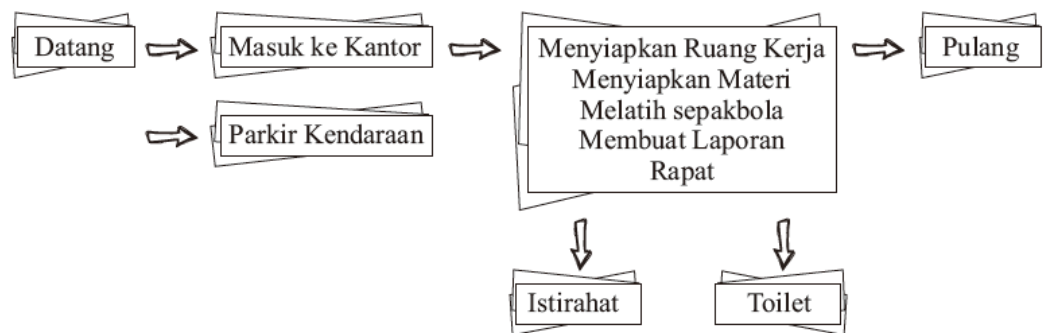 Datang
Masuk ke Kantor
Menyiapkan Ruang Kerja
Menyiapkan Materi
Melatih sepakbola
Membuat Laporan
Rapat
Pulang
Parkir Kendaraan
Istirahat
Toilet